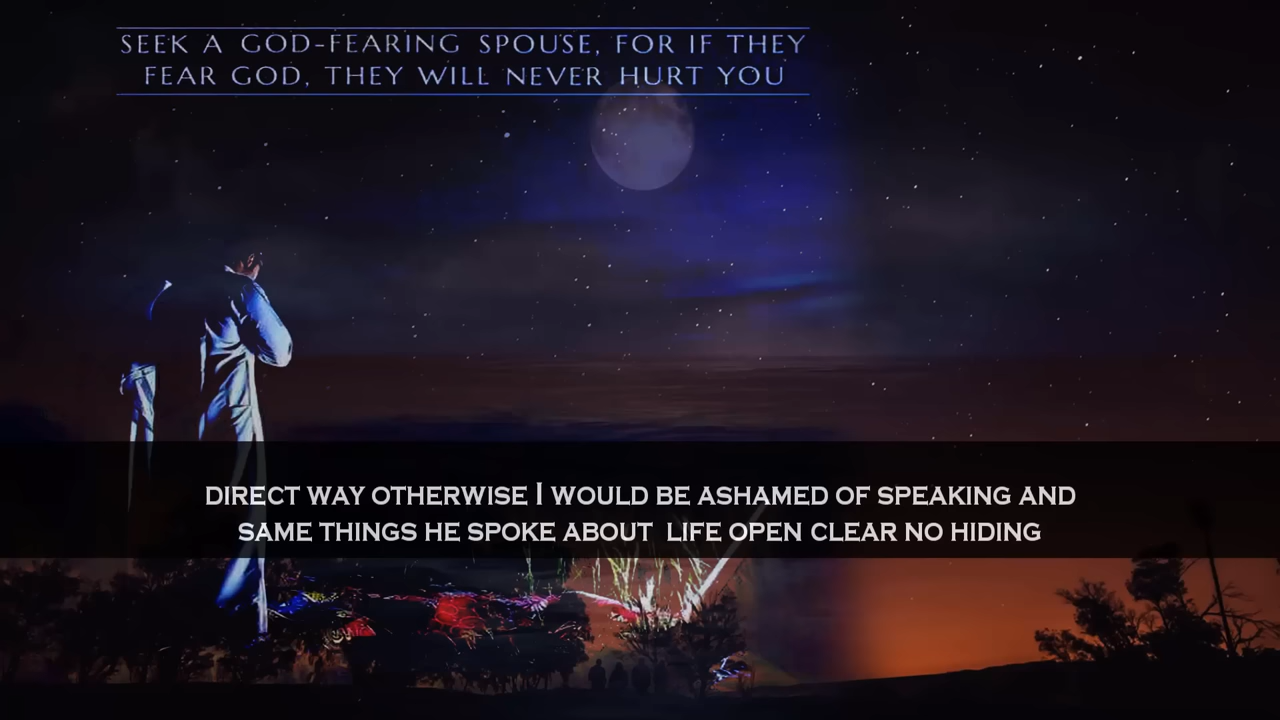 SEEK A GOD-FEARING SPOUSE, FOR IF THEY
FEAR GOD, THEY WILL NEVER HURT YOU
DIRECT WAY OTHERWISE I WOULD BE ASHAMED OF SPEAKING AND
SAME THINGS HE SPOKE ABOUT LIFE OPEN CLEAR NO HIDING